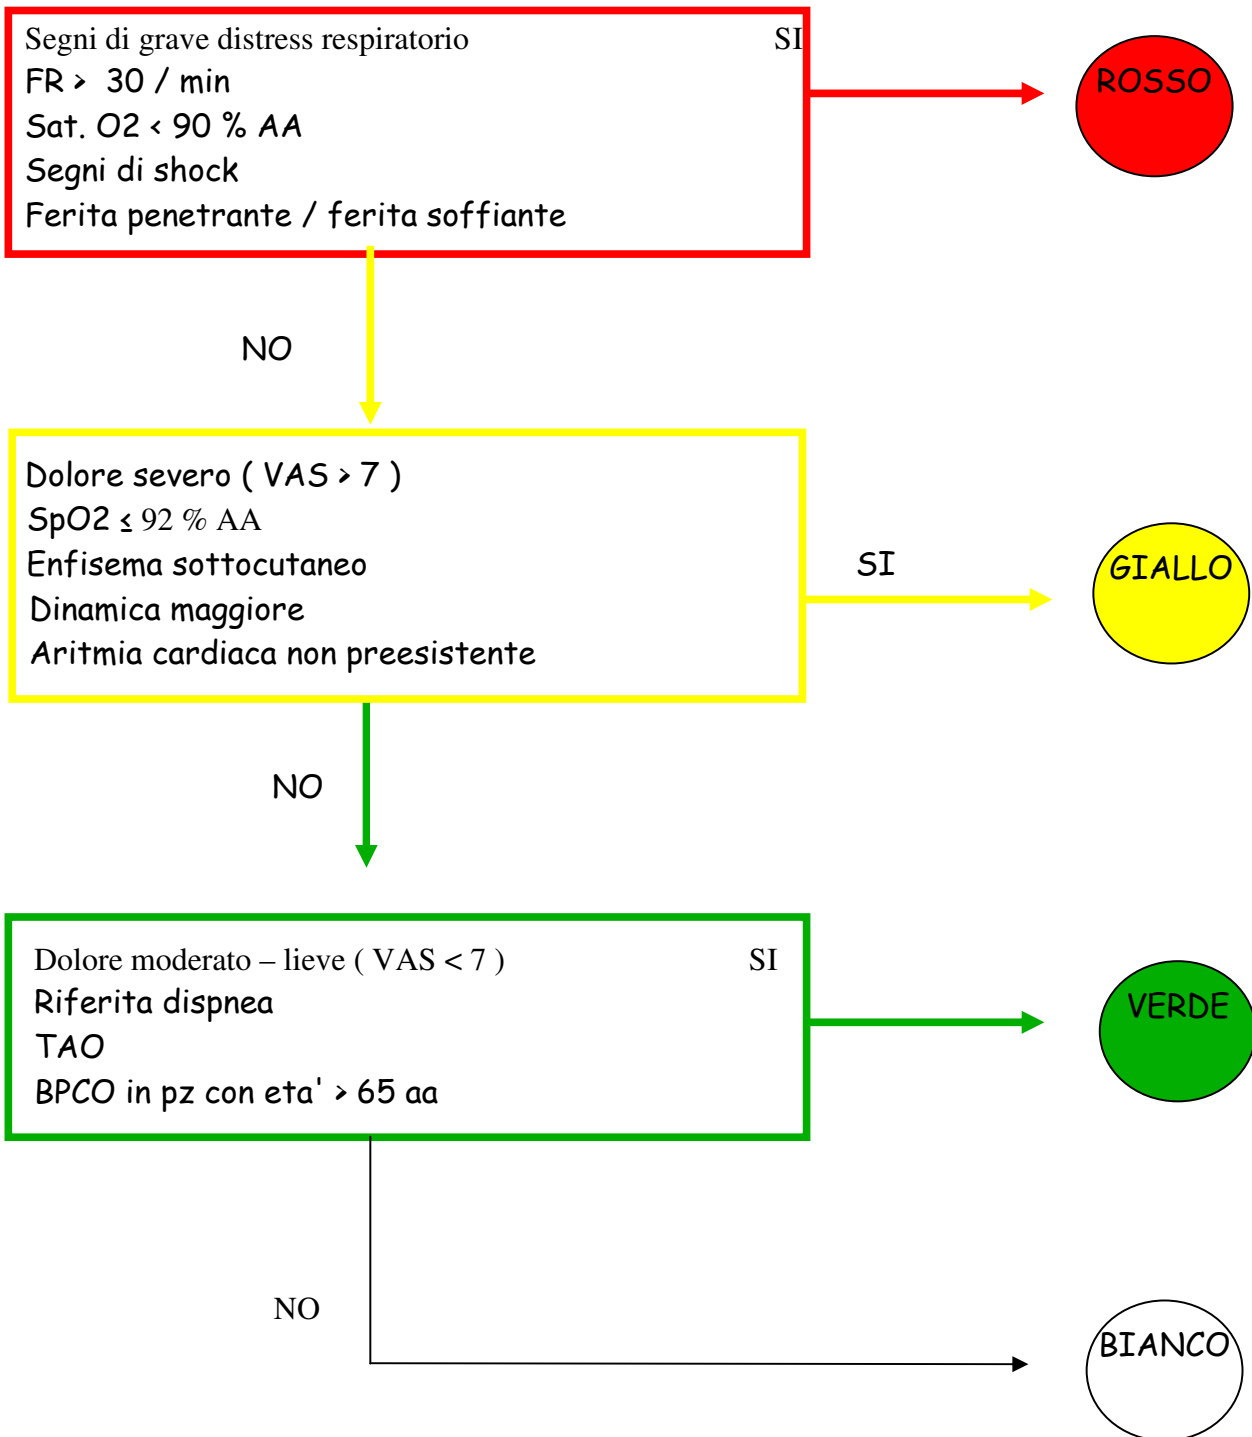 Segni di grave distress respiratorio SI
FR > 30 / min
Sat. O2 < 90 % AA
Segni di shock
Ferita penetrante / ferita soffiante
ROSSO
NO
Dolore severo ( VAS > 7 )
SpO2 ≤ 92 % AA
Enfisema sottocutaneo
Dinamica maggiore
Aritmia cardiaca non preesistente
SI
GIALLO
NO
Dolore moderato – lieve ( VAS < 7 ) SI
Riferita dispnea
TAO
BPCO in pz con eta' > 65 aa
VERDE
NO
BIANCO